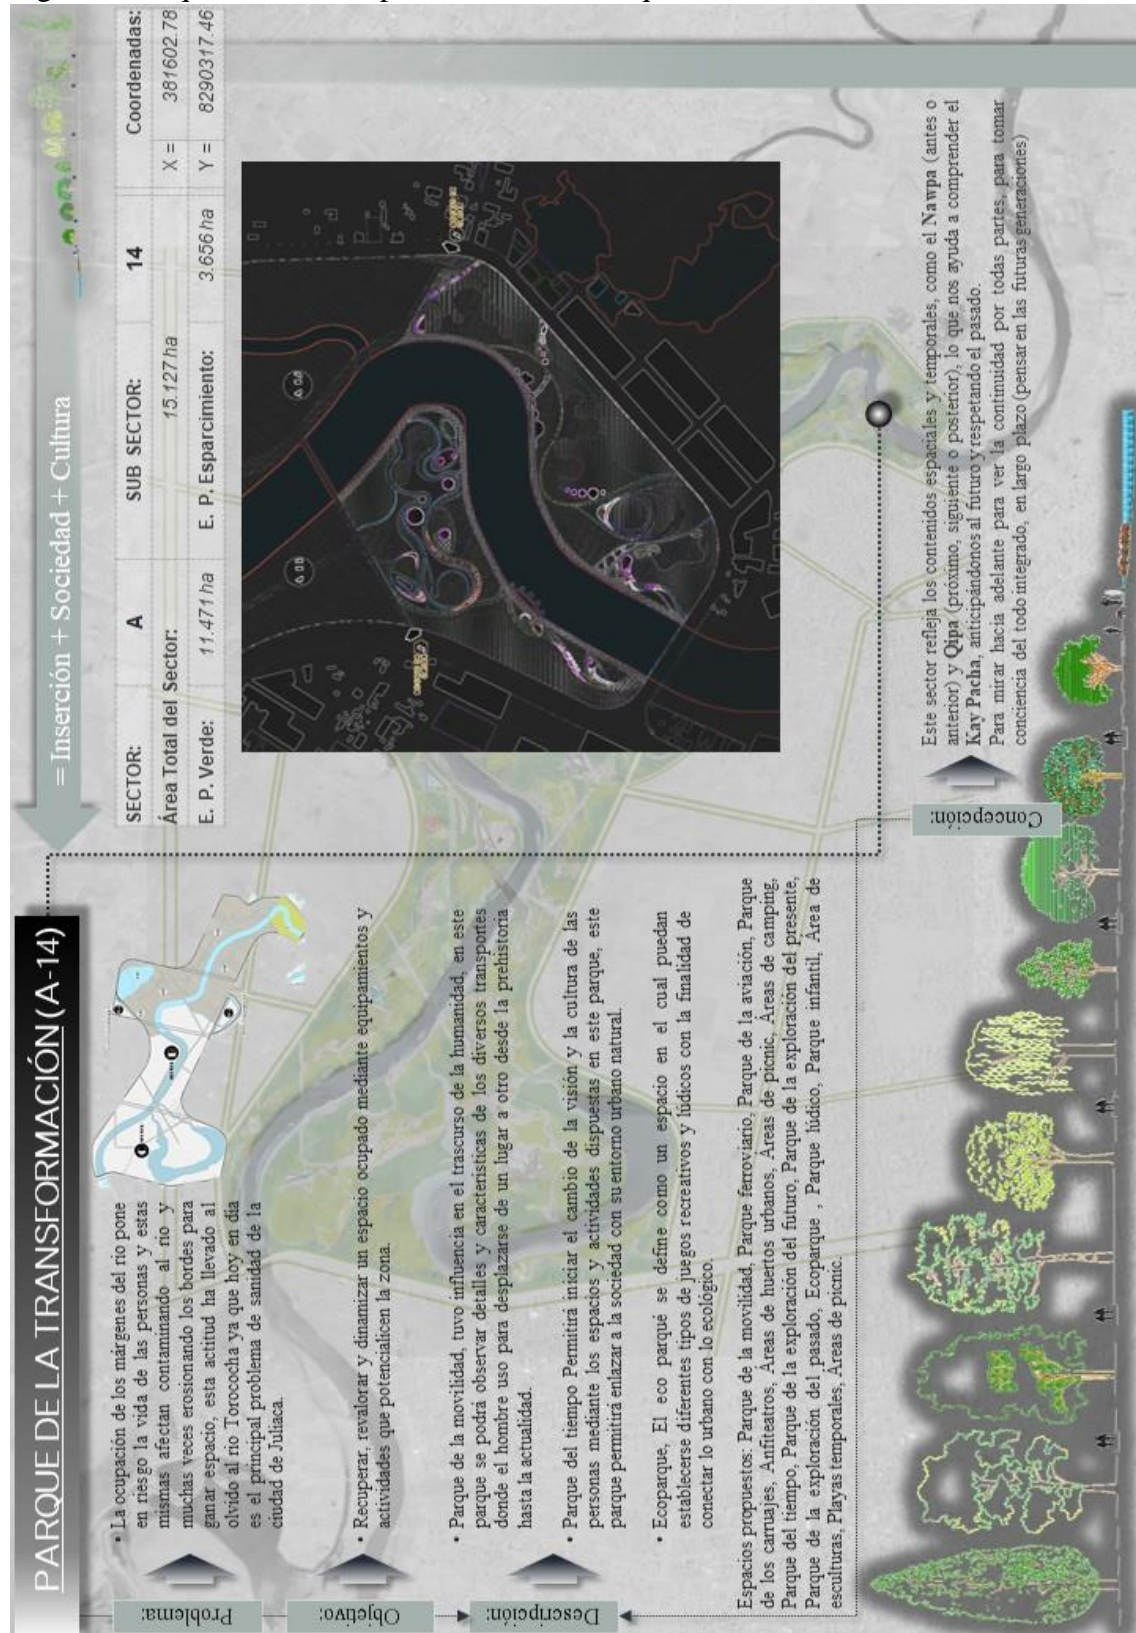 PARQUE DE LA TRANSFORMACIÓN (A-14)
= Inserción + Sociedad + Cultura
Problema:
• La ocupación de los márgenes del río pone
en riesgo la vida de las personas y estas
mismas afectan contaminando al río y
muchas veces erosionando los bordes para
ganar espacio, esta actitud ha llevado al
olvido al río Torococha ya que hoy en día
es el principal problema de sanidad de la
ciudad de Juliaca.
Objetivo:
• Recuperar, revalorar y dinamizar un espacio ocupado mediante equipamientos y
actividades que potencialicen la zona.
Descripción:
• Parque de la movilidad, tuvo influencia en el trascurso de la humanidad, en este
parque se podrá observar detalles y características de los diversos transportes
donde el hombre uso para desplazarse de un lugar a otro desde la prehistoria
hasta la actualidad.
• Parque del tiempo Permitirá iniciar el cambio de la visión y la cultura de las
personas mediante los espacios y actividades dispuestas en este parque, este
parque permitirá enlazar a la sociedad con su entorno urbano natural.
• Ecoparque, El eco parqué se define como un espacio en el cual puedan
establecerse diferentes tipos de juegos recreativos y lúdicos con la finalidad de
conectar lo urbano con lo ecológico.
Espacios propuestos: Parque de la movilidad, Parque ferroviario, Parque de la aviación, Parque
de los carruajes, Anfiteatros, Áreas de huertos urbanos, Áreas de picnic, Áreas de camping,
Parque del tiempo, Parque de la exploración del futuro, Parque de la exploración del presente,
Parque de la exploración del pasado, Ecoparque , Parque lúdico, Parque infantil, Área de
esculturas, Playas temporales, Áreas de picnic.
SECTOR: A SUB SECTOR: 14 Coordenadas:
Área Total del Sector: 15.127 ha X = 381602.78
E. P. Verde: 11.471 ha E. P. Esparcimiento: 3.656 ha Y = 8290317.46
Concepción:
Este sector refleja los contenidos espaciales y temporales, como el Nawpa (antes o
anterior) y Qipa (próximo, siguiente o posterior), lo que nos ayuda a comprender el
Kay Pacha, anticipándonos al futuro y respetando el pasado.
Para mirar hacia adelante para ver la continuidad por todas partes, para tomar
conciencia del todo integrado, en largo plazo (pensar en las futuras generaciones)